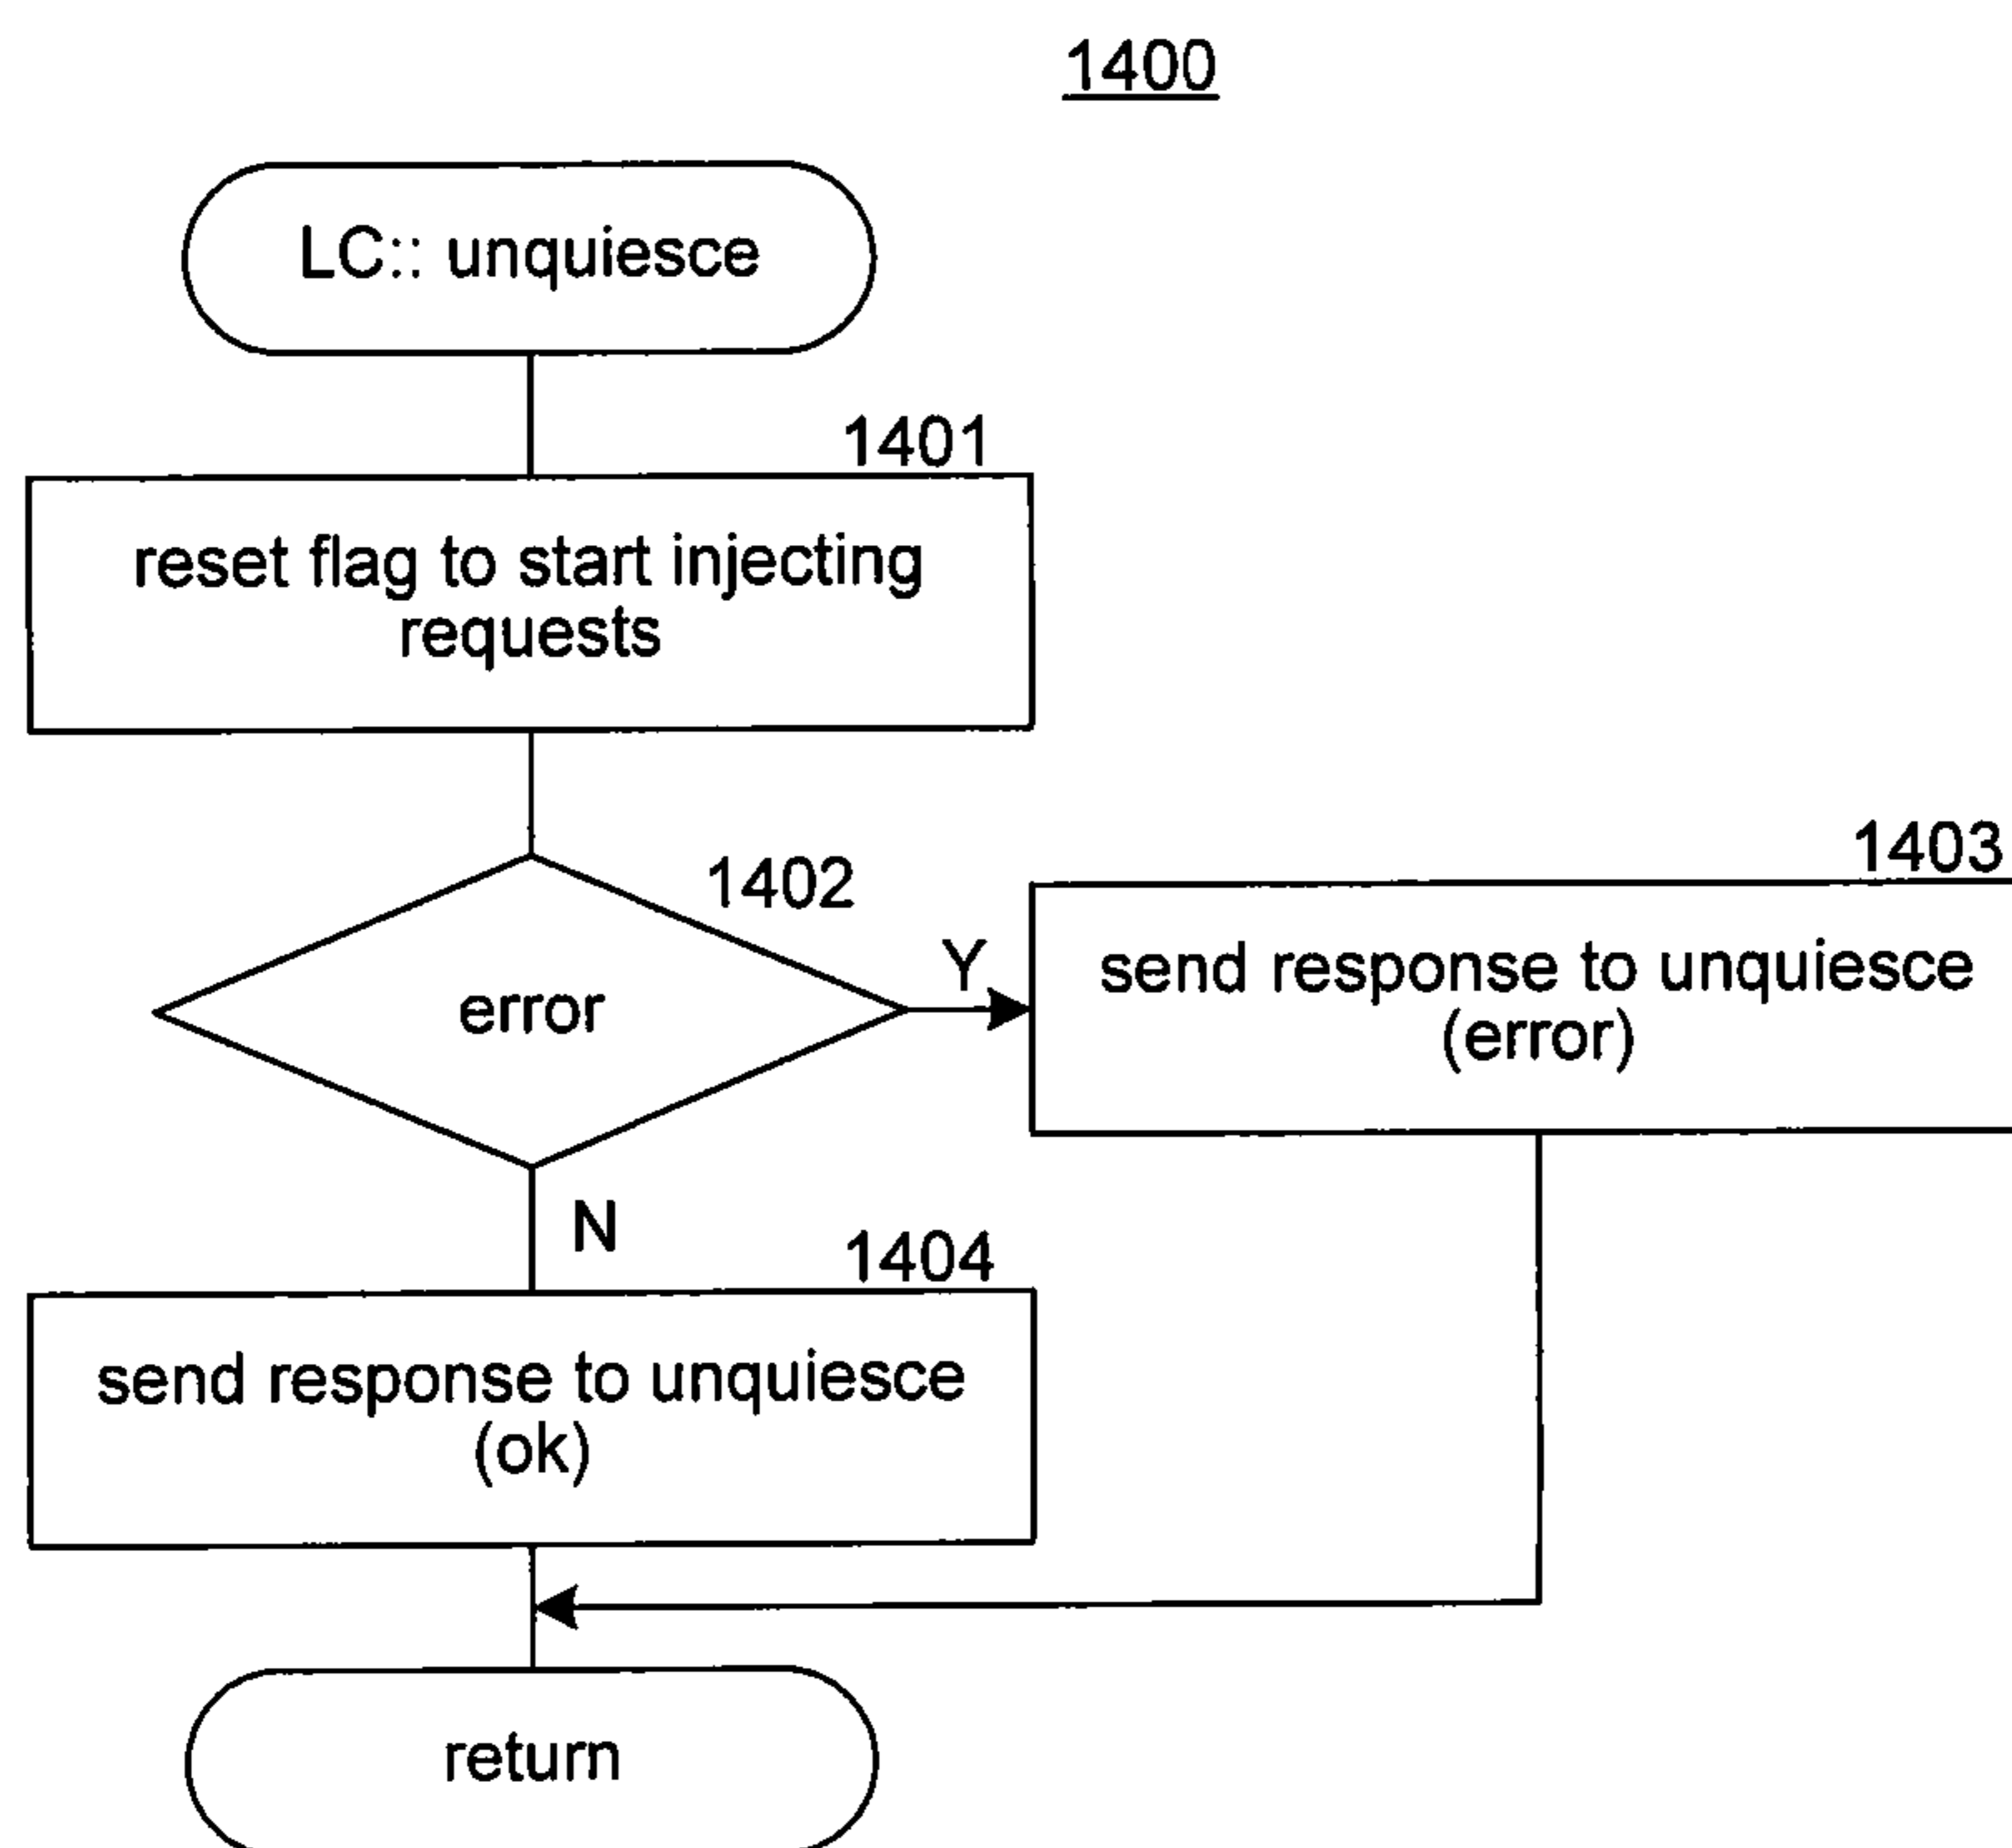 1400
LC:: unquiesce
1401
reset flag to start injecting
requests
1402
error
Y
1403
send response to unquiesce
(error)
N
1404
send response to unquiesce
(ok)
return